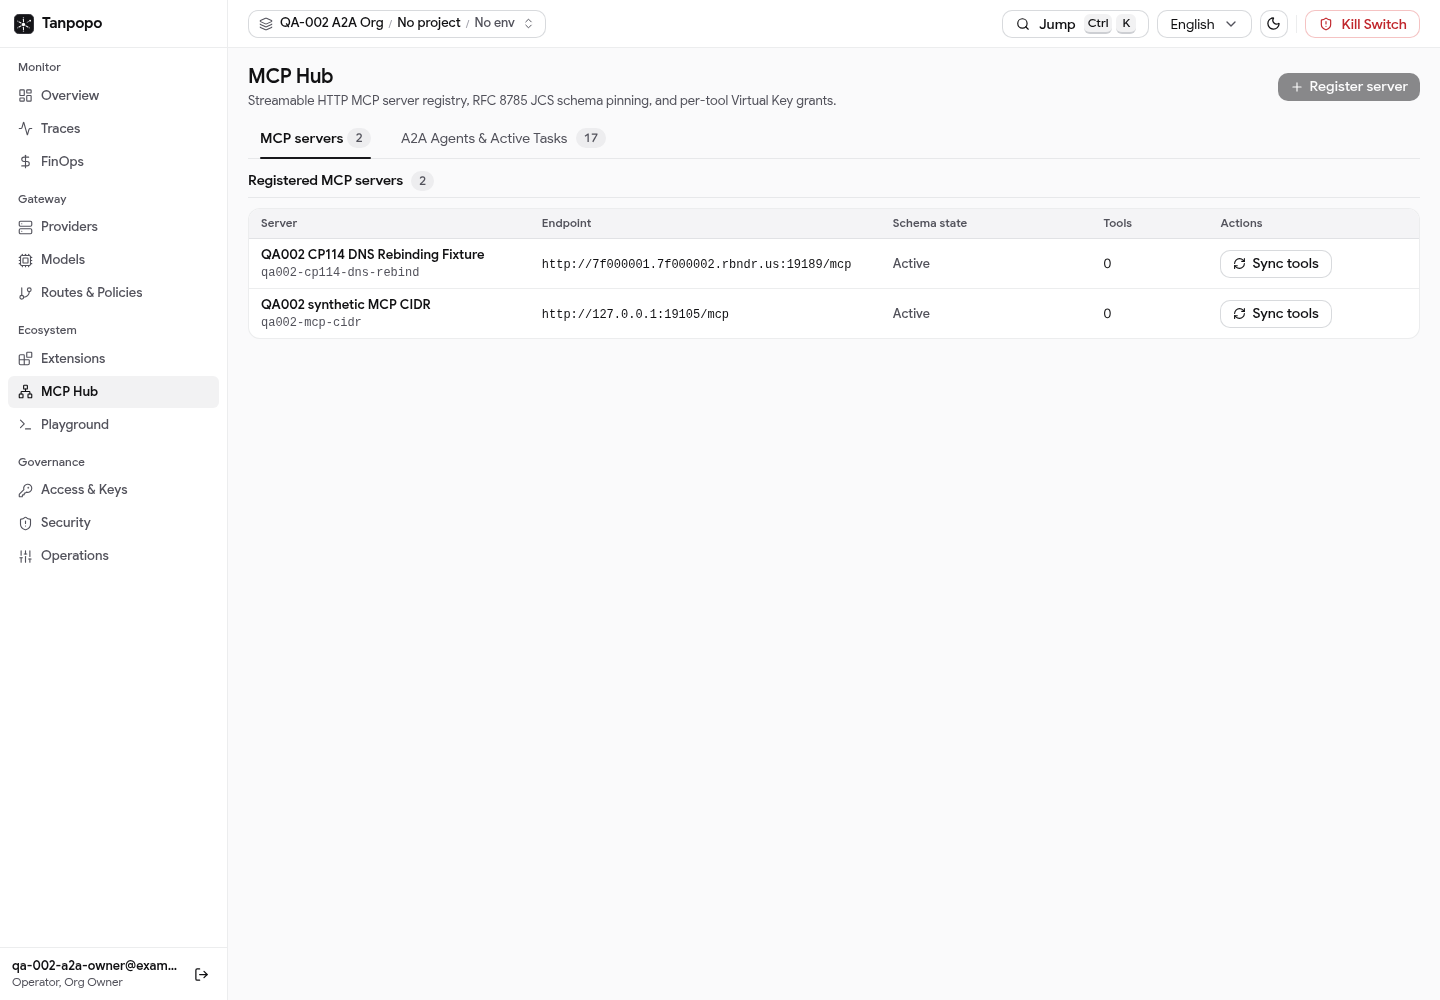 Tanpopo
QA-002 A2A Org / No project / No env
Jump Ctrl K
English
Kill Switch
Monitor
Overview
Traces
FinOps
Gateway
Providers
Models
Routes & Policies
Ecosystem
Extensions
MCP Hub
Playground
Governance
Access & Keys
Security
Operations
qa-002-a2a-owner@exam...
Operator, Org Owner
MCP Hub
Streamable HTTP MCP server registry, RFC 8785 JCS schema pinning, and per-tool Virtual Key grants.
Register server
MCP servers 2
A2A Agents & Active Tasks 17
Registered MCP servers 2
Server Endpoint Schema state Tools Actions
QA002 CP114 DNS Rebinding Fixture
qa002-cp114-dns-rebind
http://7f000001.7f000002.rbndr.us:19189/mcp
Active
0
Sync tools
QA002 synthetic MCP CIDR
qa002-mcp-cidr
http://127.0.0.1:19105/mcp
Active
0
Sync tools